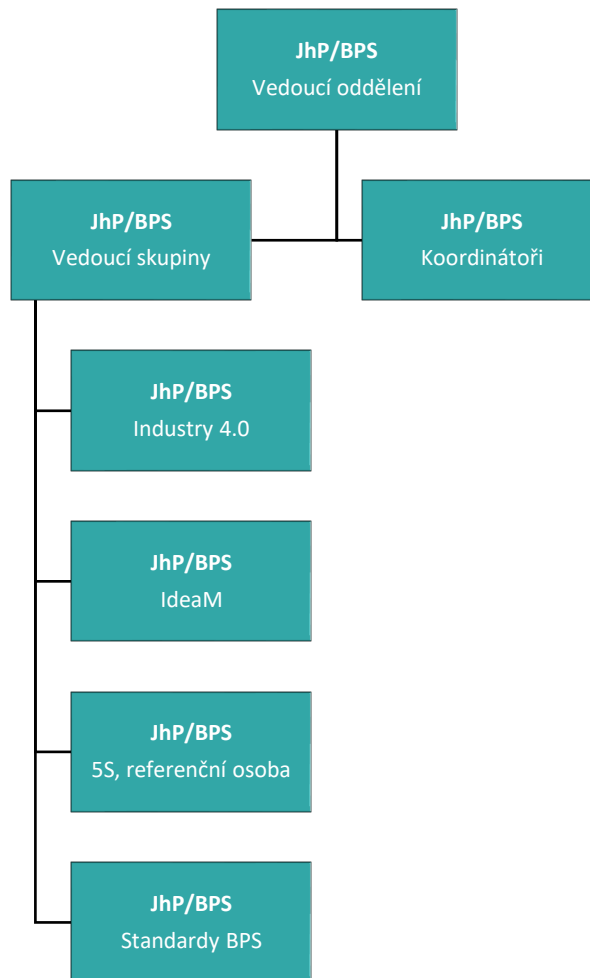 JhP/BPS
Vedoucí oddělení
JhP/BPS
Vedoucí skupiny
JhP/BPS
Koordinátoři
JhP/BPS
Industry 4.0
JhP/BPS
IdeaM
JhP/BPS
5S, referenční osoba
JhP/BPS
Standardy BPS